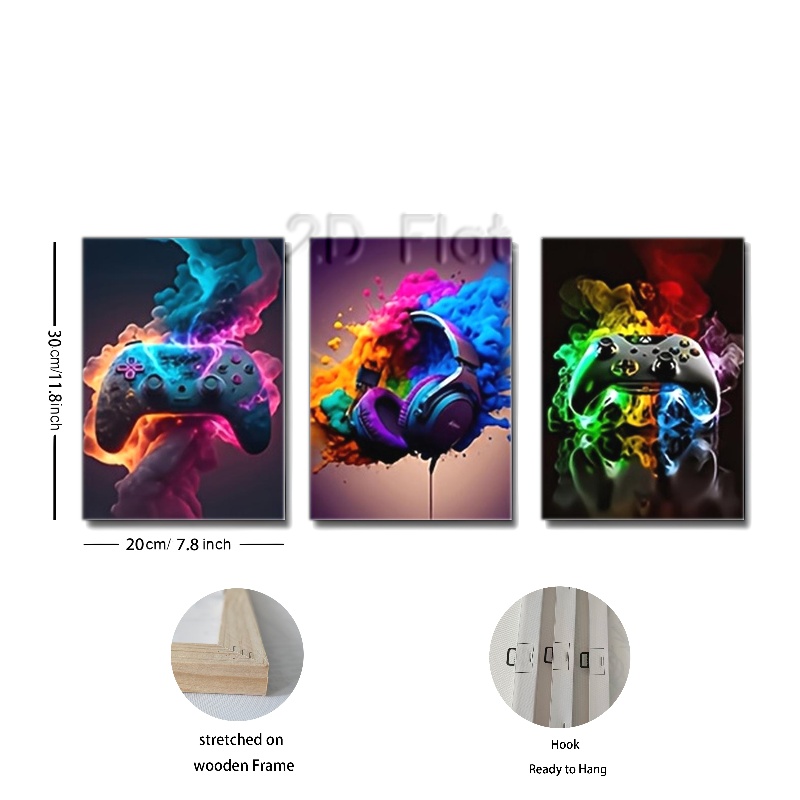 2D Flat
30cm/11.8inch
20cm/ 7.8 inch
stretched on
wooden Frame
Hook
Ready to Hang